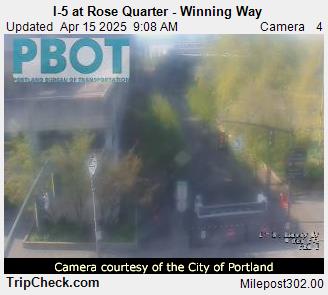 I-5 at Rose Quarter - Winning Way
Updated Apr 15 2025 9:08 AM Camera 4
PBOT
PORTLAND BUREAU OF TRANSPORTATION
Camera courtesy of the City of Portland
TripCheck.com Milepost302.00